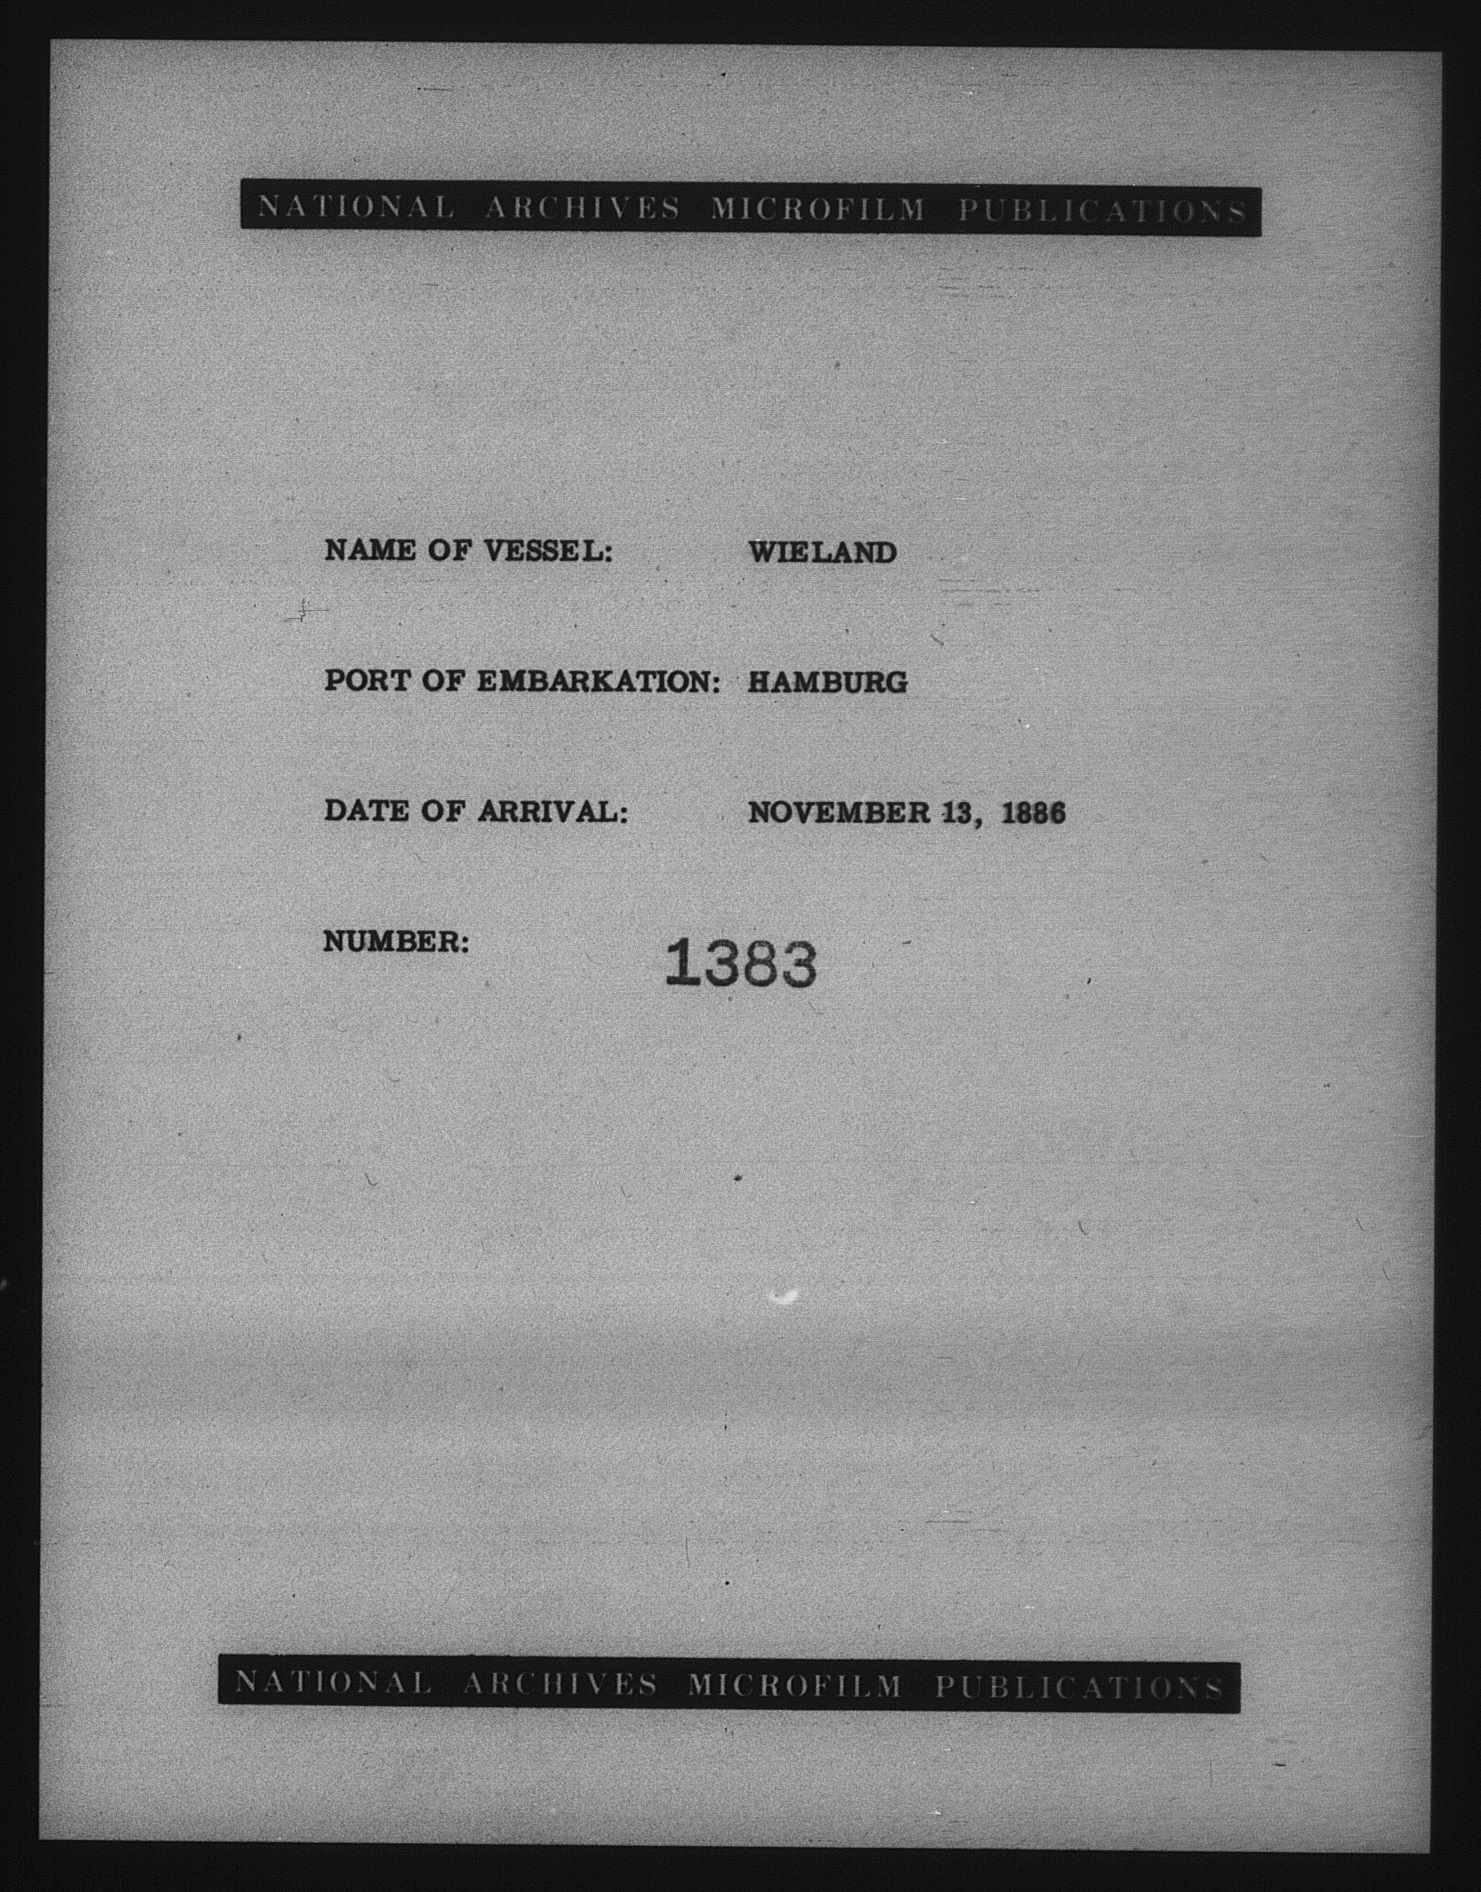 NATIONAL ARCHIVES MICROFILM PUBLICATIONS
NAME OF VESSEL: WIELAND
PORT OF EMBARKATION: HAMBURG
DATE OF ARRIVAL: NOVEMBER 13, 1886
NUMBER: 1383
NATIONAL ARCHIVES MICROFILM PUBLICATIONS